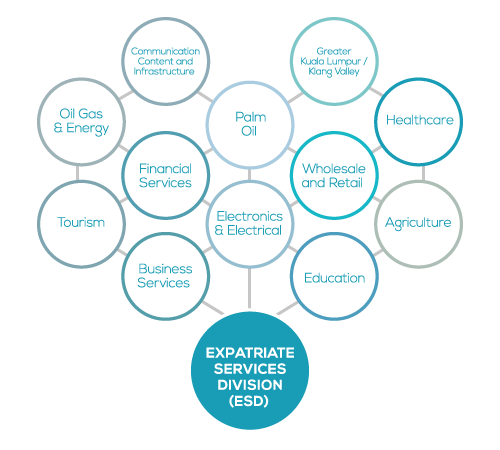 Communication
Content and
Infrastructure
Greater
Kuala Lumpur /
Klang Valley
Oil Gas
& Energy
Palm
Oil
Healthcare
Financial
Services
Wholesale
and Retail
Tourism
Electronics
& Electrical
Agriculture
Business
Services
Education
EXPATRIATE
SERVICES
DIVISION
(ESD)